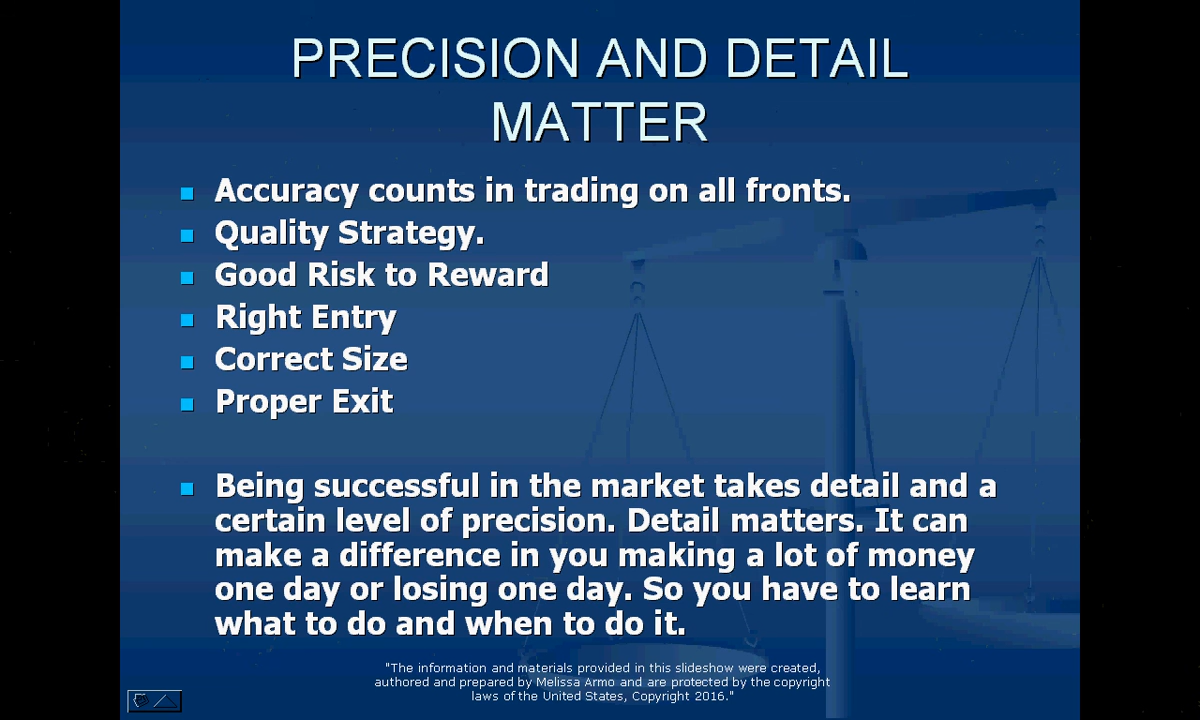 PRECISION AND DETAIL
MATTER
Accuracy counts in trading on all fronts.
Quality Strategy.
Good Risk to Reward
Right Entry
Correct Size
Proper Exit
Being successful in the market takes detail and a
certain level of precision. Detail matters. It can
make a difference in you making a lot of money
one day or losing one day. So you have to learn
what to do and when to do it.
"The information and materials provided in this slideshow were created,
authored and prepared by Melissa Armo and are protected by the copyright
laws of the United States, Copyright 2016."